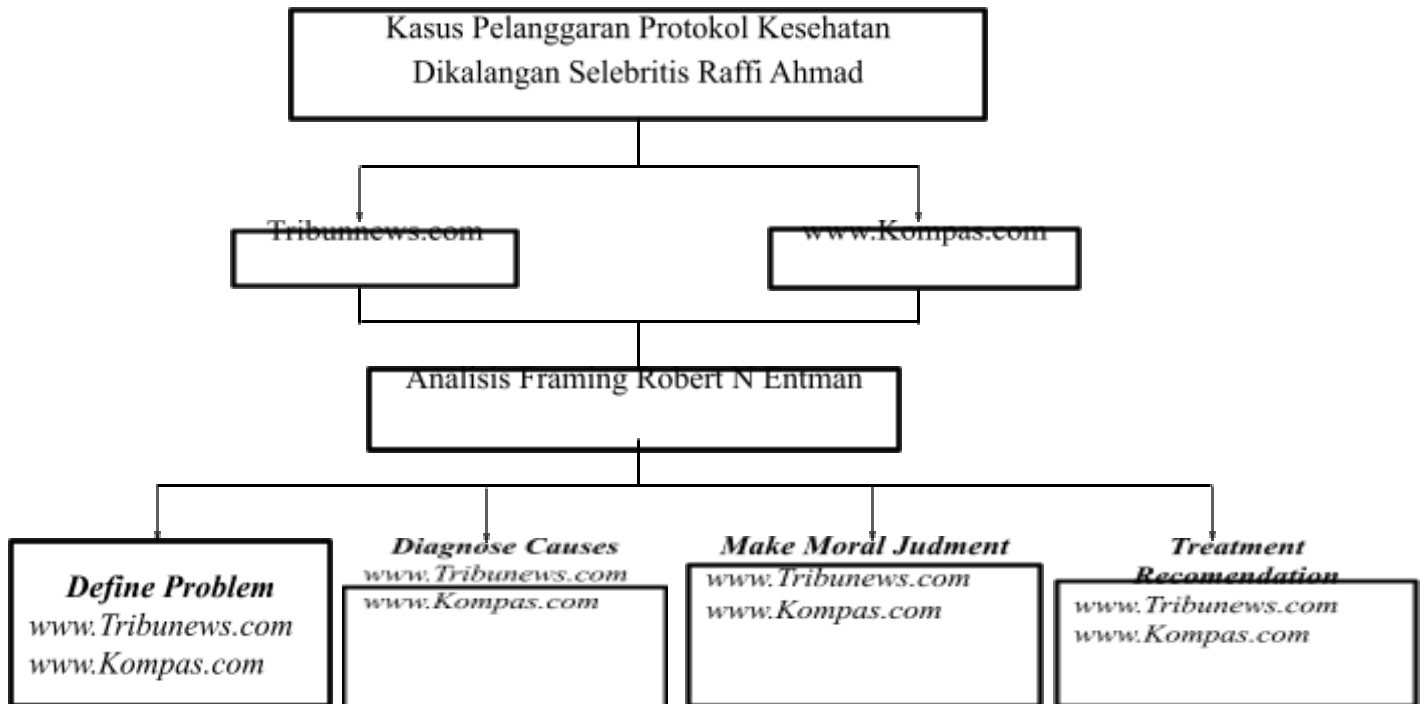 Kasus Pelanggaran Protokol Kesehatan
Dikalangan Selebritis Raffi Ahmad
Tribunnews.com
www.Kompas.com
Analisis Framing Robert N Entman
Define Problem
www.Tribunews.com
www.Kompas.com
Diagnose Causes
www.Tribunews.com
www.Kompas.com
Make Moral Judment
www.Tribunews.com
www.Kompas.com
Treatment
Recomendation
www.Tribunews.com
www.Kompas.com